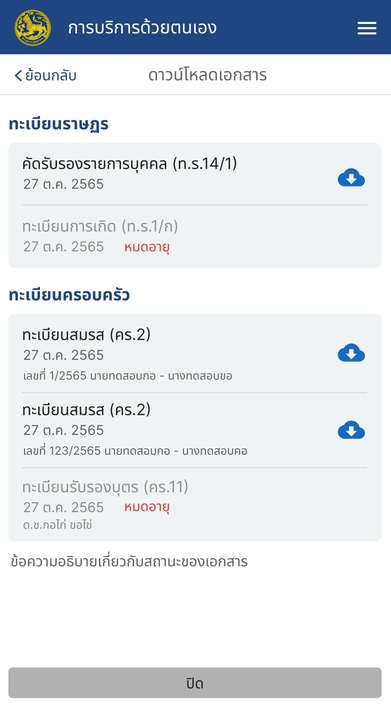 การบริการด้วยตนเอง
ย้อนกลับ
ดาวน์โหลดเอกสาร
ทะเบียนราษฎร
คัดรับรองรายการบุคคล (ท.ร.14/1)
27 ต.ค. 2565
ทะเบียนการเกิด (ท.ร.1/ก)
27 ต.ค. 2565 หมดอายุ
ทะเบียนครอบครัว
ทะเบียนสมรส (คร.2)
27 ต.ค. 2565
เลขที่ 1/2565 นายทดสอบกอ - นางทดสอบขอ
ทะเบียนสมรส (คร.2)
27 ต.ค. 2565
เลขที่ 123/2565 นายทดสอบกอ - นางทดสอบคอ
ทะเบียนรับรองบุตร (คร.11)
27 ต.ค. 2565 หมดอายุ
ด.ช.กอไก่ ขอไข่
ข้อความอธิบายเกี่ยวกับสถานะของเอกสาร
ปิด